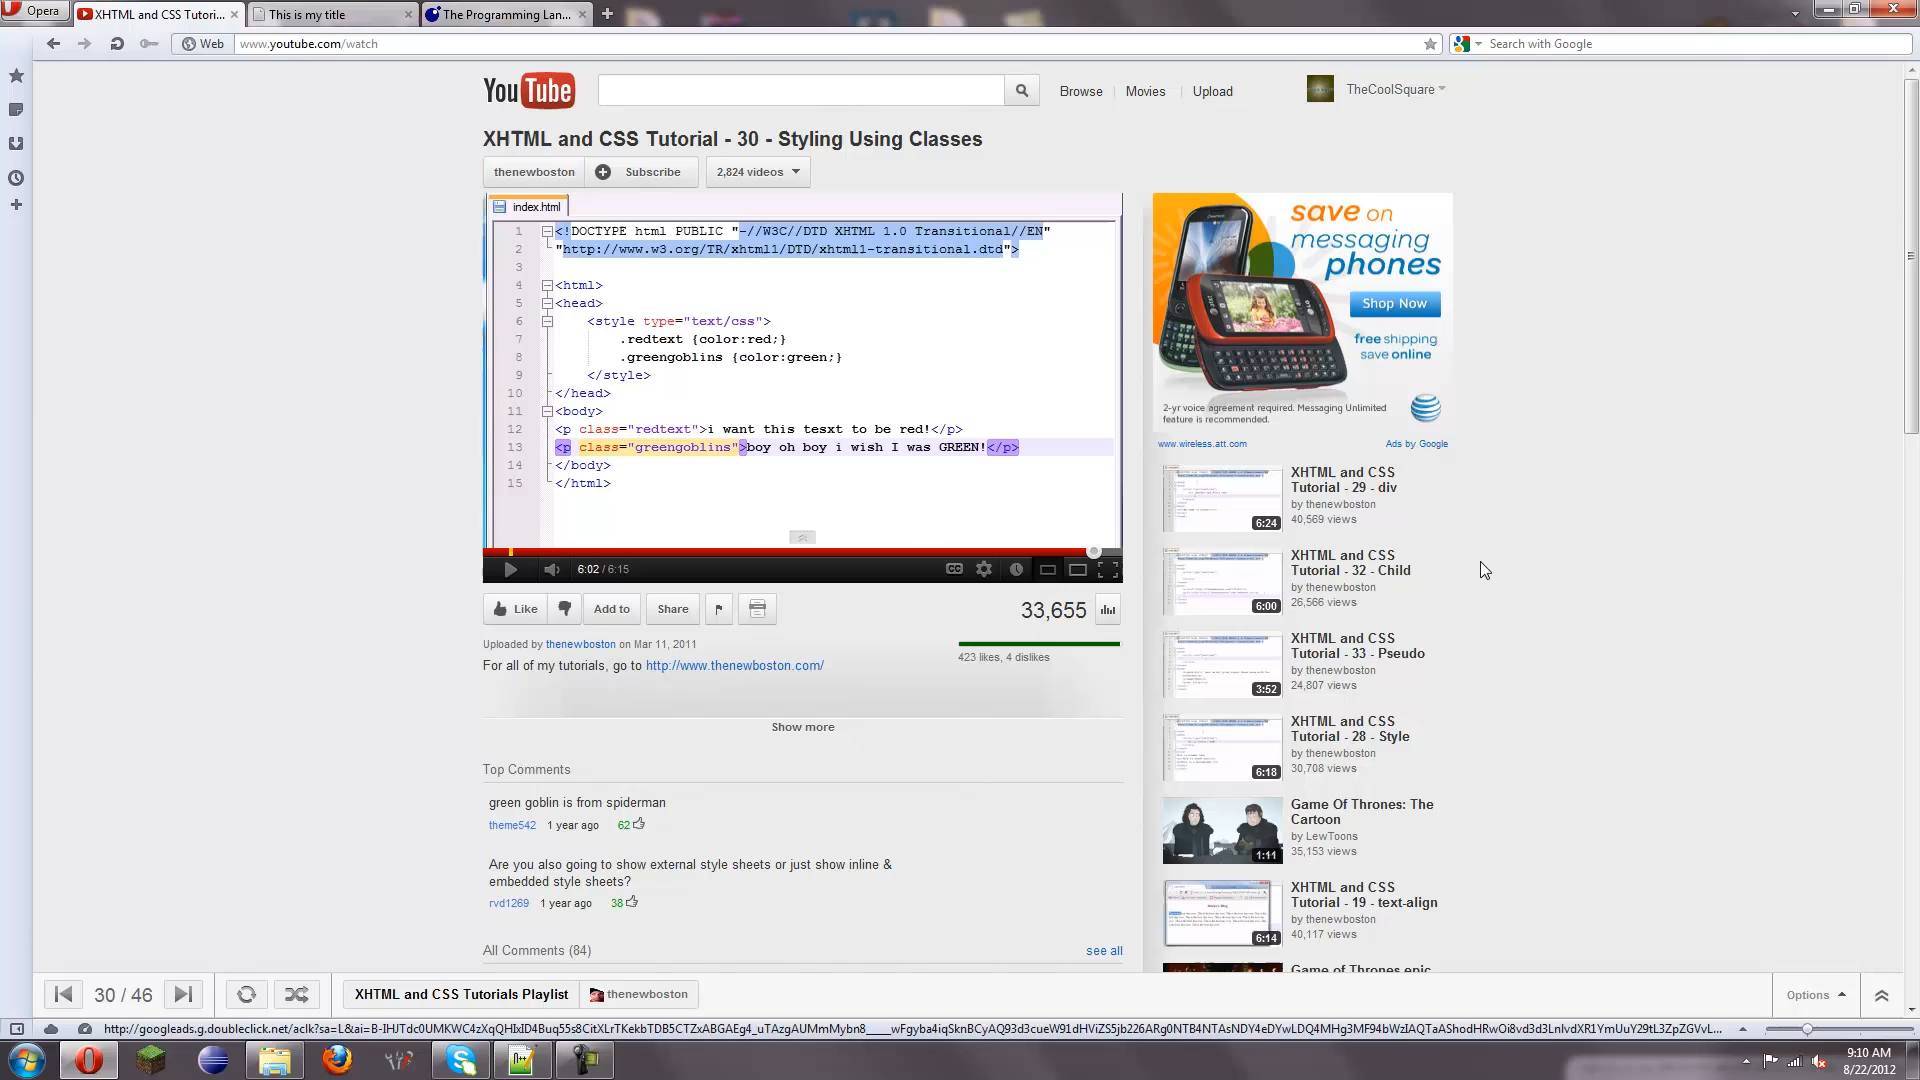 Opera
XHTML and CSS Tutori...
This is my title
The Programming Lan...
Web
www.youtube.com/watch
Search with Google
YouTube
Browse
Movies
Upload
TheCoolSquare
XHTML and CSS Tutorial - 30 - Styling Using Classes
thenewboston
Subscribe
2,824 videos
index.html
1 <!DOCTYPE html PUBLIC "-//W3C//DTD XHTML 1.0 Transitional//EN"
2 "http://www.w3.org/TR/xhtml1/DTD/xhtml1-transitional.dtd">
3
4 <html>
5 <head>
6 <style type="text/css">
7 .redtext {color:red;}
8 .greengoblins {color:green;}
9 </style>
10 </head>
11 <body>
12 <p class="redtext">i want this tesxt to be red!</p>
13 <p class="greengoblins">boy oh boy i wish I was GREEN!</p>
14 </body>
15 </html>
6:02 / 6:15
CC
Like
Add to
Share
33,655
Uploaded by thenewboston on Mar 11, 2011
For all of my tutorials, go to http://www.thenewboston.com/
423 likes, 4 dislikes
Show more
Top Comments
green goblin is from spiderman
theme542 1 year ago 62
Are you also going to show external style sheets or just show inline &
embedded style sheets?
rvd1269 1 year ago 38
All Comments (84)
see all
save on
messaging
phones
Shop Now
free shipping
save online
2-yr voice agreement required. Messaging Unlimited
feature is recommended.
at&t
www.wireless.att.com
Ads by Google
XHTML and CSS
Tutorial - 29 - div
by thenewboston
40,569 views
6:24
XHTML and CSS
Tutorial - 32 - Child
by thenewboston
26,566 views
6:00
XHTML and CSS
Tutorial - 33 - Pseudo
by thenewboston
24,807 views
3:52
XHTML and CSS
Tutorial - 28 - Style
by thenewboston
30,708 views
6:18
Game Of Thrones: The
Cartoon
by LewToons
35,153 views
1:11
XHTML and CSS
Tutorial - 19 - text-align
by thenewboston
40,117 views
6:14
Game of Thrones epic
30 / 46
XHTML and CSS Tutorials Playlist
thenewboston
Options
9:10 AM
8/22/2012